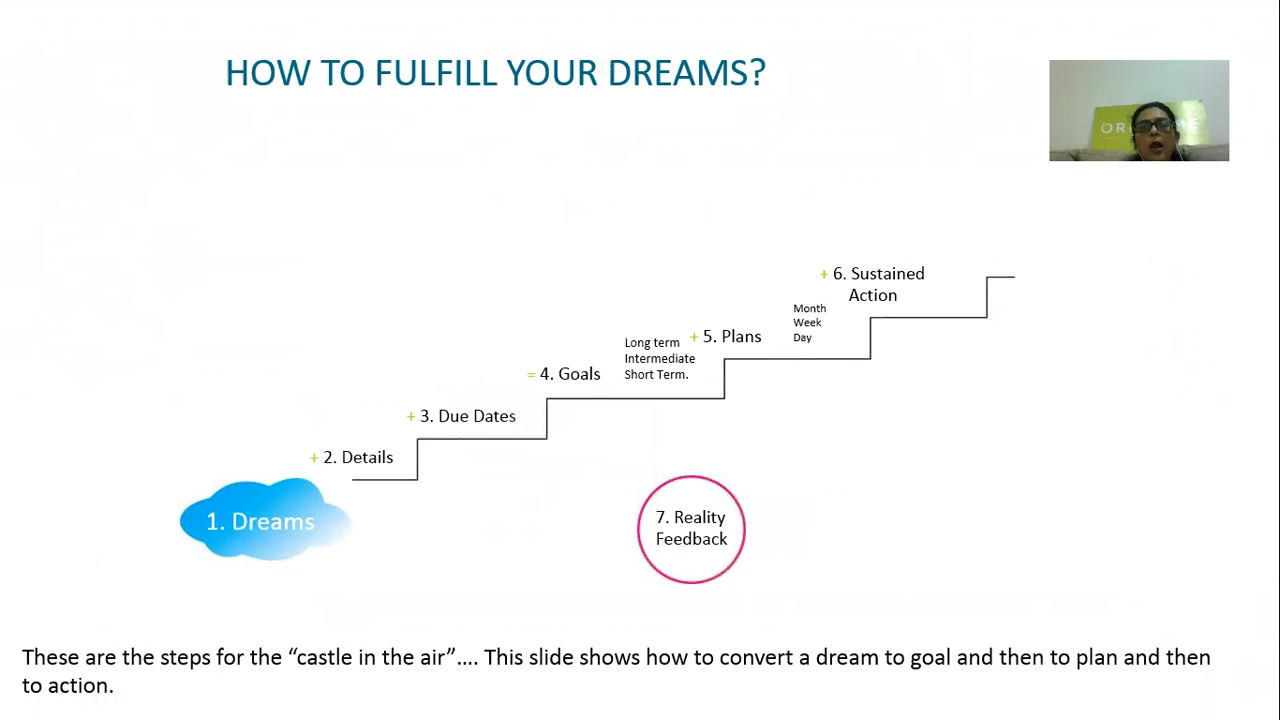 HOW TO FULFILL YOUR DREAMS?
+ 6. Sustained
Action
Month
Week
Day
+ 5. Plans
Long term
Intermediate
Short Term.
= 4. Goals
+ 3. Due Dates
+ 2. Details
1. Dreams
7. Reality
Feedback
These are the steps for the “castle in the air”.... This slide shows how to convert a dream to goal and then to plan and then
to action.